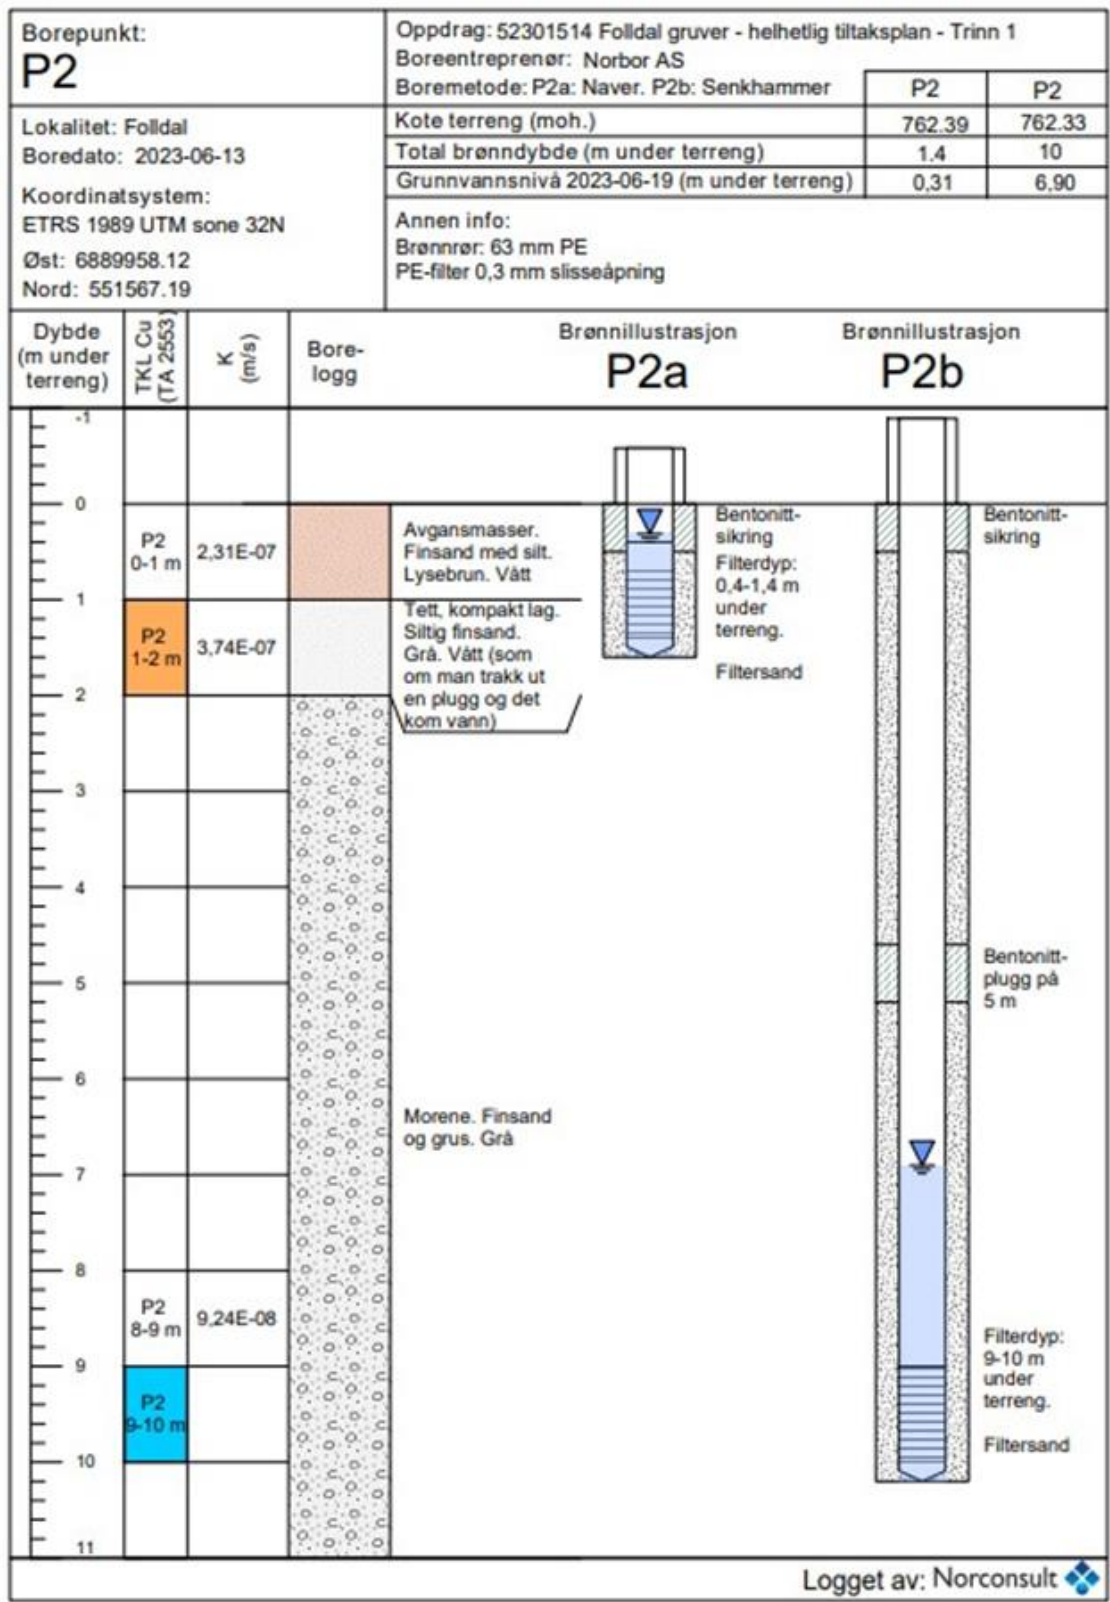 Borepunkt:
P2
Oppdrag: 52301514 Folldal gruver - helhetlig tiltaksplan - Trinn 1
Boreentreprenør: Norbor AS
Boremetode: P2a: Naver. P2b: Senkhammer
P2
P2
Lokalitet: Folldal
Boredato: 2023-06-13
Koordinatsystem:
ETRS 1989 UTM sone 32N
Øst: 6889958.12
Nord: 551567.19
Kote terreng (moh.)
762.39
762.33
Total brønndybde (m under terreng)
1.4
10
Grunnvannsnivå 2023-06-19 (m under terreng)
0,31
6,90
Annen info:
Brønnrør: 63 mm PE
PE-filter 0,3 mm slisseåpning
Dybde
(m under
terreng)
TKL Cu
(TA 2553)
K
(m/s)
Bore-
logg
Brønnillustrasjon
P2a
Brønnillustrasjon
P2b
-1
0
1
2
3
4
5
6
7
8
9
10
11
P2
0-1 m
2,31E-07
P2
1-2 m
3,74E-07
P2
8-9 m
9,24E-08
P2
9-10 m
Avgansmasser.
Finsand med silt.
Lysebrun. Vått
Tett, kompakt lag.
Siltig finsand.
Grå. Vått (som
om man trakk ut
en plugg og det
kom vann)
Morene. Finsand
og grus. Grå
Bentonitt-
sikring
Filterdyp:
0,4-1,4 m
under
terreng.
Filtersand
Bentonitt-
sikring
Bentonitt-
plugg på
5 m
Filterdyp:
9-10 m
under
terreng.
Filtersand
Logget av: Norconsult